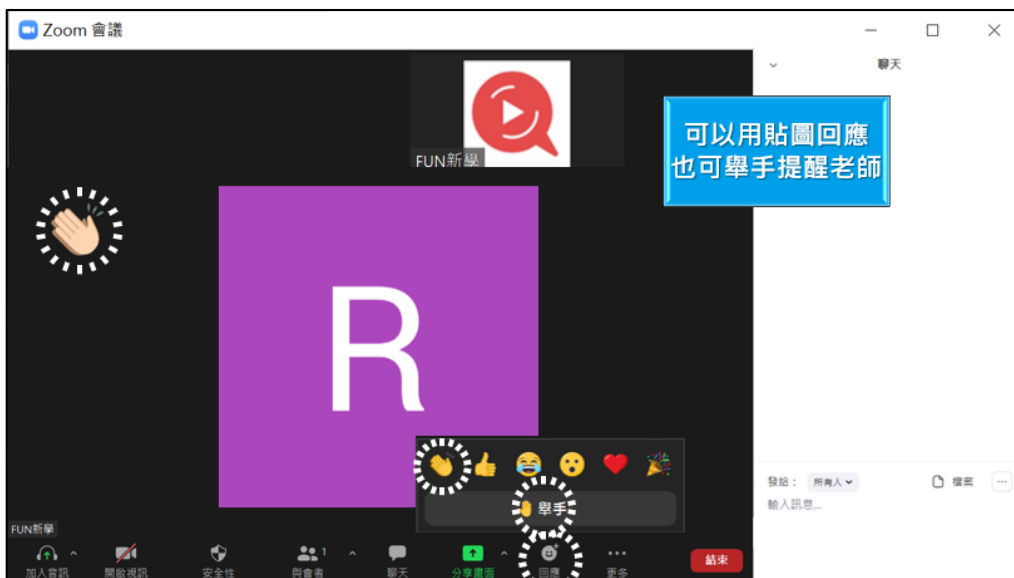 Zoom 會議
聊天
可以用貼圖回應
也可舉手提醒老師
FUN新學
R
舉手
發給： 所有人
檔案
輸入訊息...
FUN新學
加入音訊
開啟視訊
安全性
與會者
1
聊天
分享畫面
回應
更多
結束